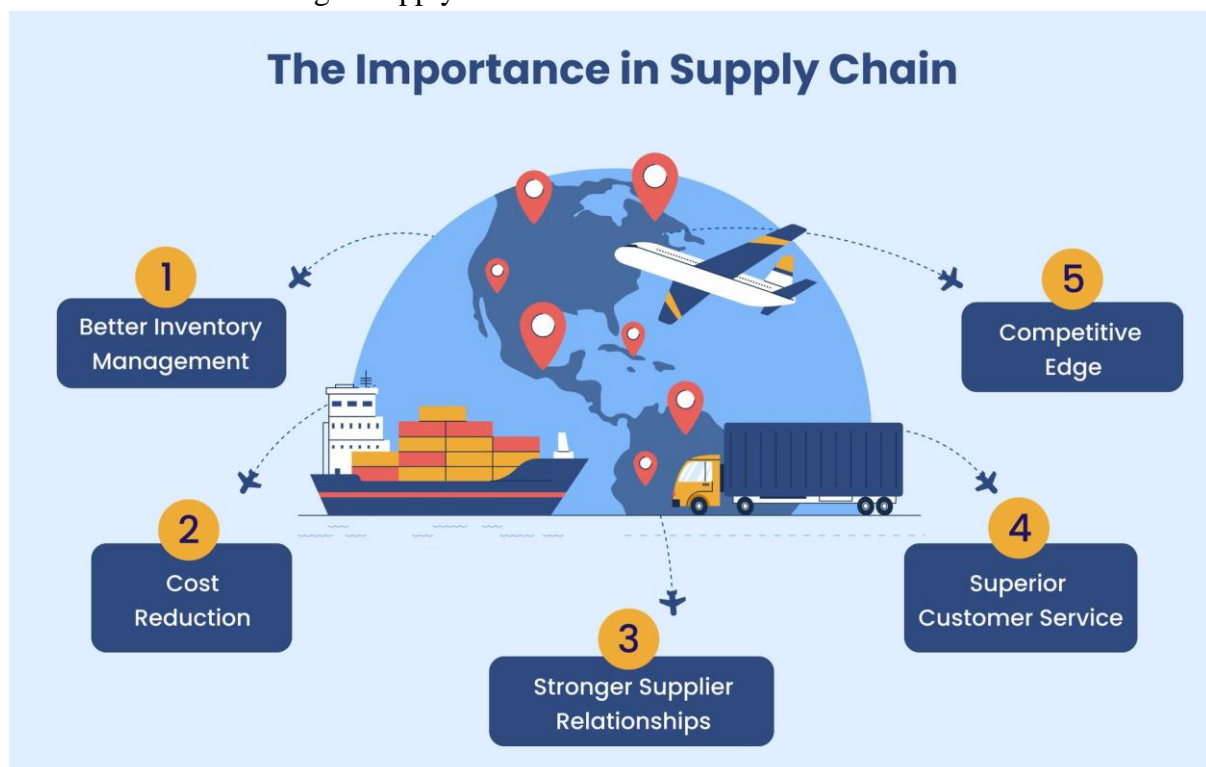 The Importance in Supply Chain
1
Better Inventory
Management
2
Cost
Reduction
3
Stronger Supplier
Relationships
4
Superior
Customer Service
5
Competitive
Edge